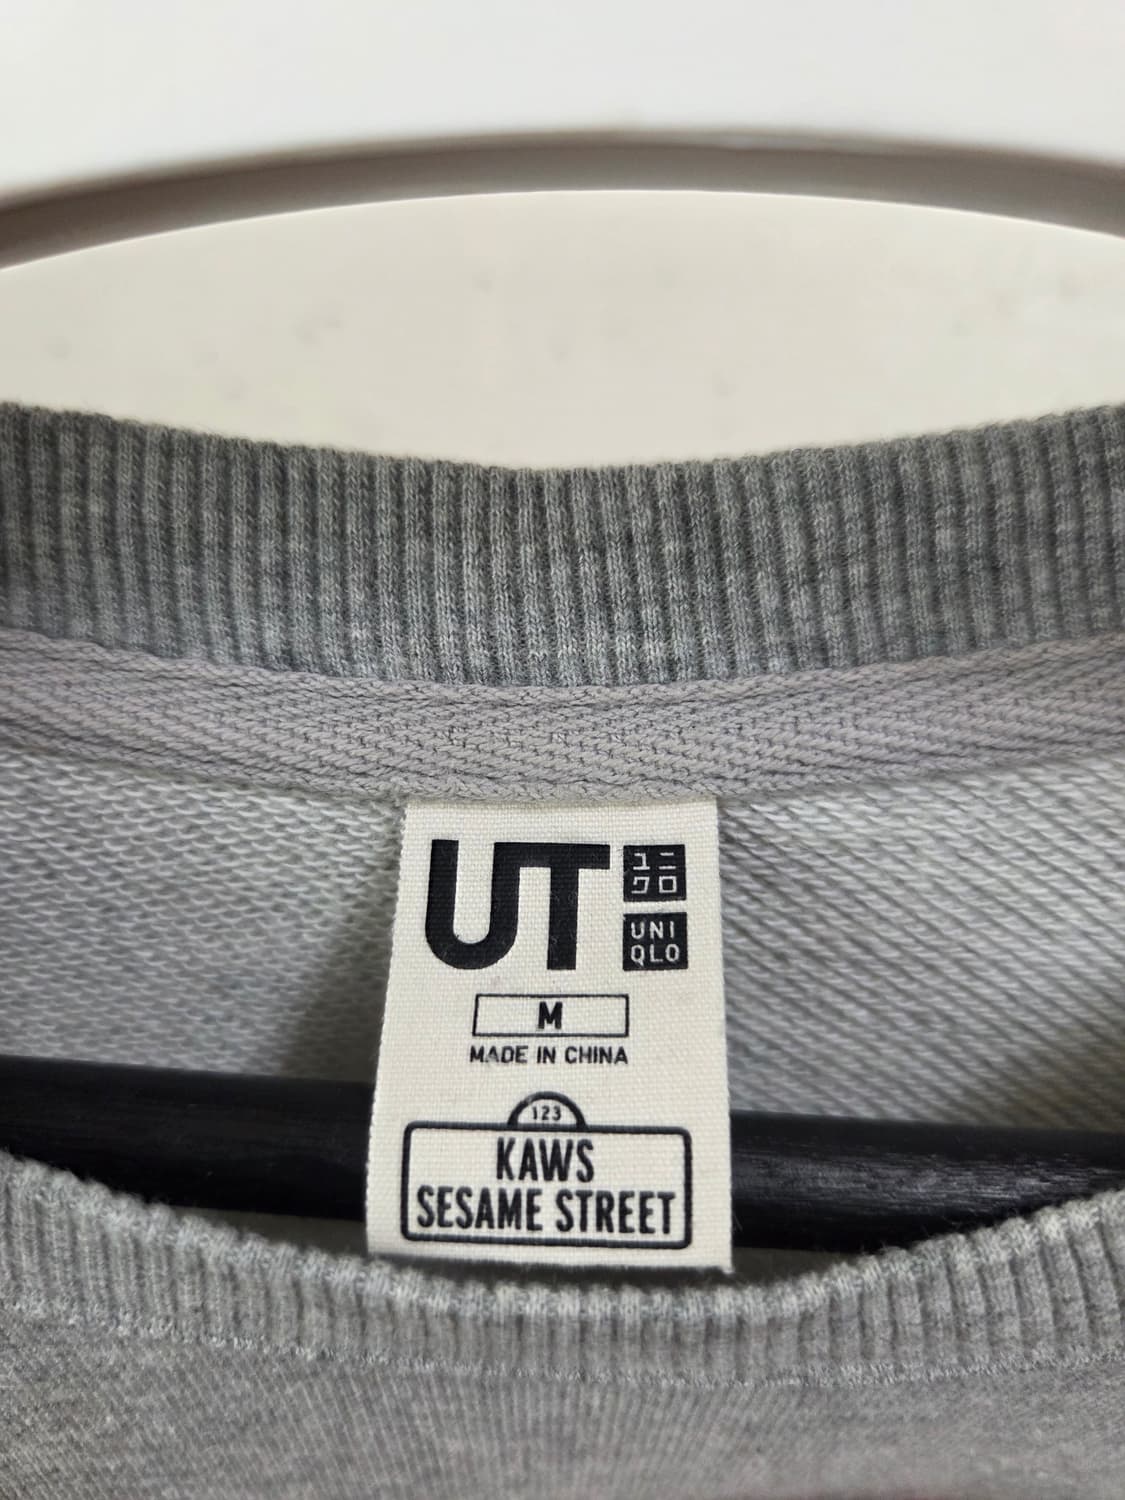 UT
ユニ
クロ
UNI
QLO
M
MADE IN CHINA
123
KAWS
SESAME STREET